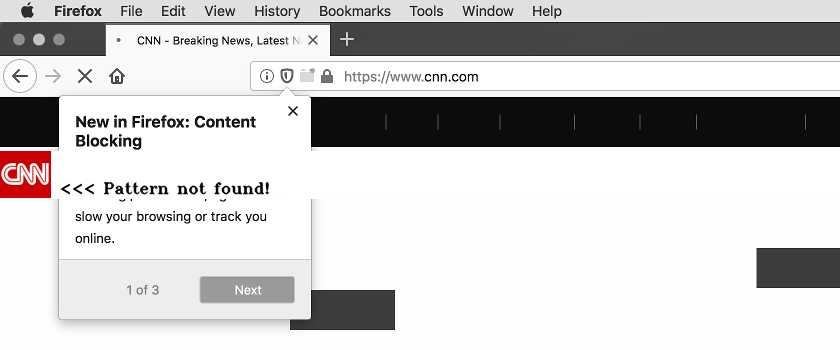 Firefox File Edit View History Bookmarks Tools Window Help
CNN - Breaking News, Latest N
https://www.cnn.com
New in Firefox: Content
Blocking
CNN
<<< Pattern not found!
slow your browsing or track you
online.
1 of 3 Next